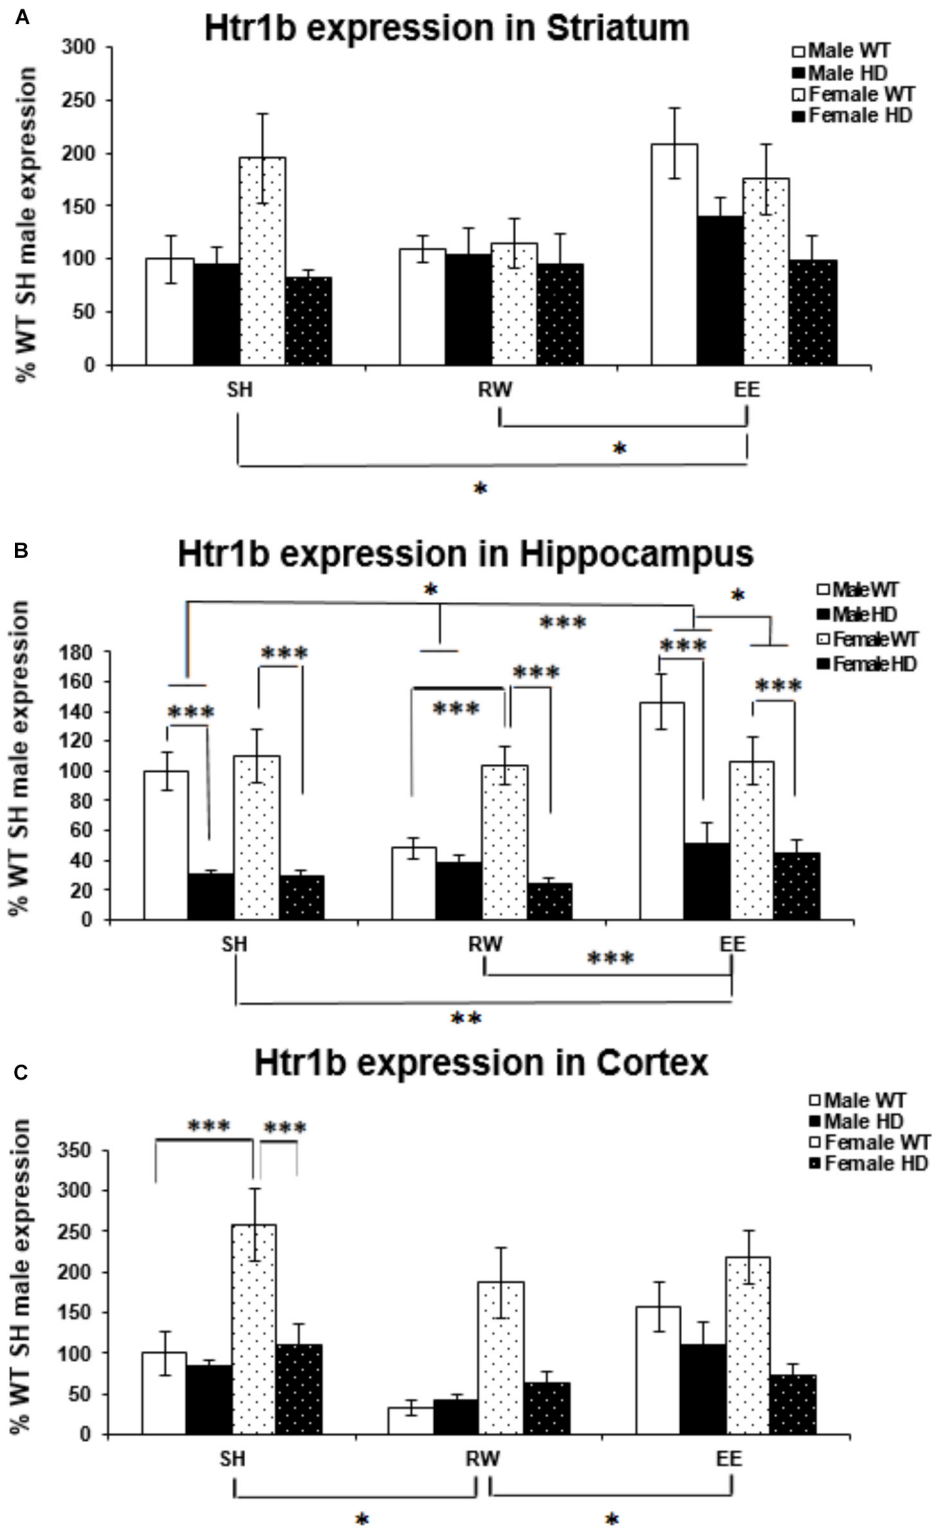 A
Htr1b expression in Striatum
% WT SH male expression
300
250
200
150
100
50
0
Male WT
Male HD
Female WT
Female HD
SH
RW
EE
*
*
B
Htr1b expression in Hippocampus
% WT SH male expression
180
160
140
120
100
80
60
40
20
0
*
*
***
***
***
***
***
***
***
Male WT
Male HD
Female WT
Female HD
SH
RW
EE
***
**
C
Htr1b expression in Cortex
% WT SH male expression
350
300
250
200
150
100
50
0
***
***
Male WT
Male HD
Female WT
Female HD
SH
RW
EE
*
*